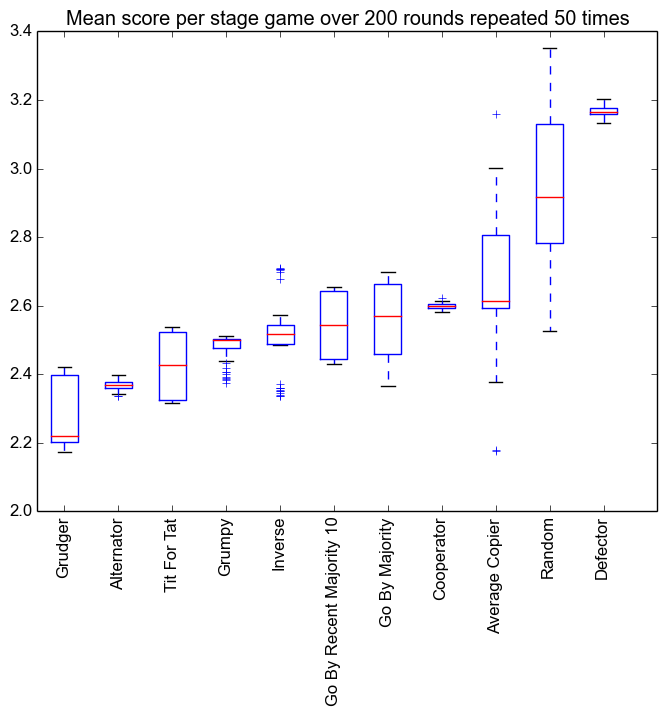 Mean score per stage game over 200 rounds repeated 50 times
3.4
3.2
3.0
2.8
2.6
2.4
2.2
2.0
Grudger
Alternator
Tit For Tat
Grumpy
Inverse
Go By Recent Majority 10
Go By Majority
Cooperator
Average Copier
Random
Defector